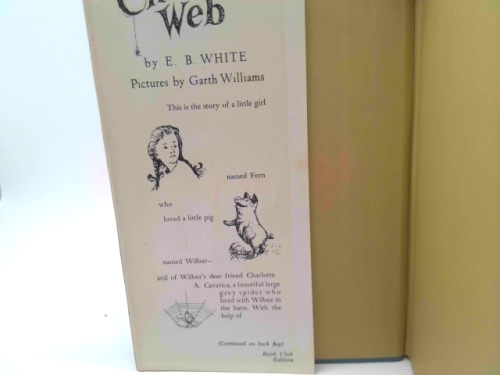 Web
by E. B. WHITE
Pictures by Garth Williams
This is the story of a little girl
named Fern
who
loved a little pig
named Wilbur—
and of Wilbur's dear friend Charlotte
A. Cavatica, a beautiful large
grey spider who
lived with Wilbur in
the barn. With the
help of
(Continued on back flap)
Book Club
Edition